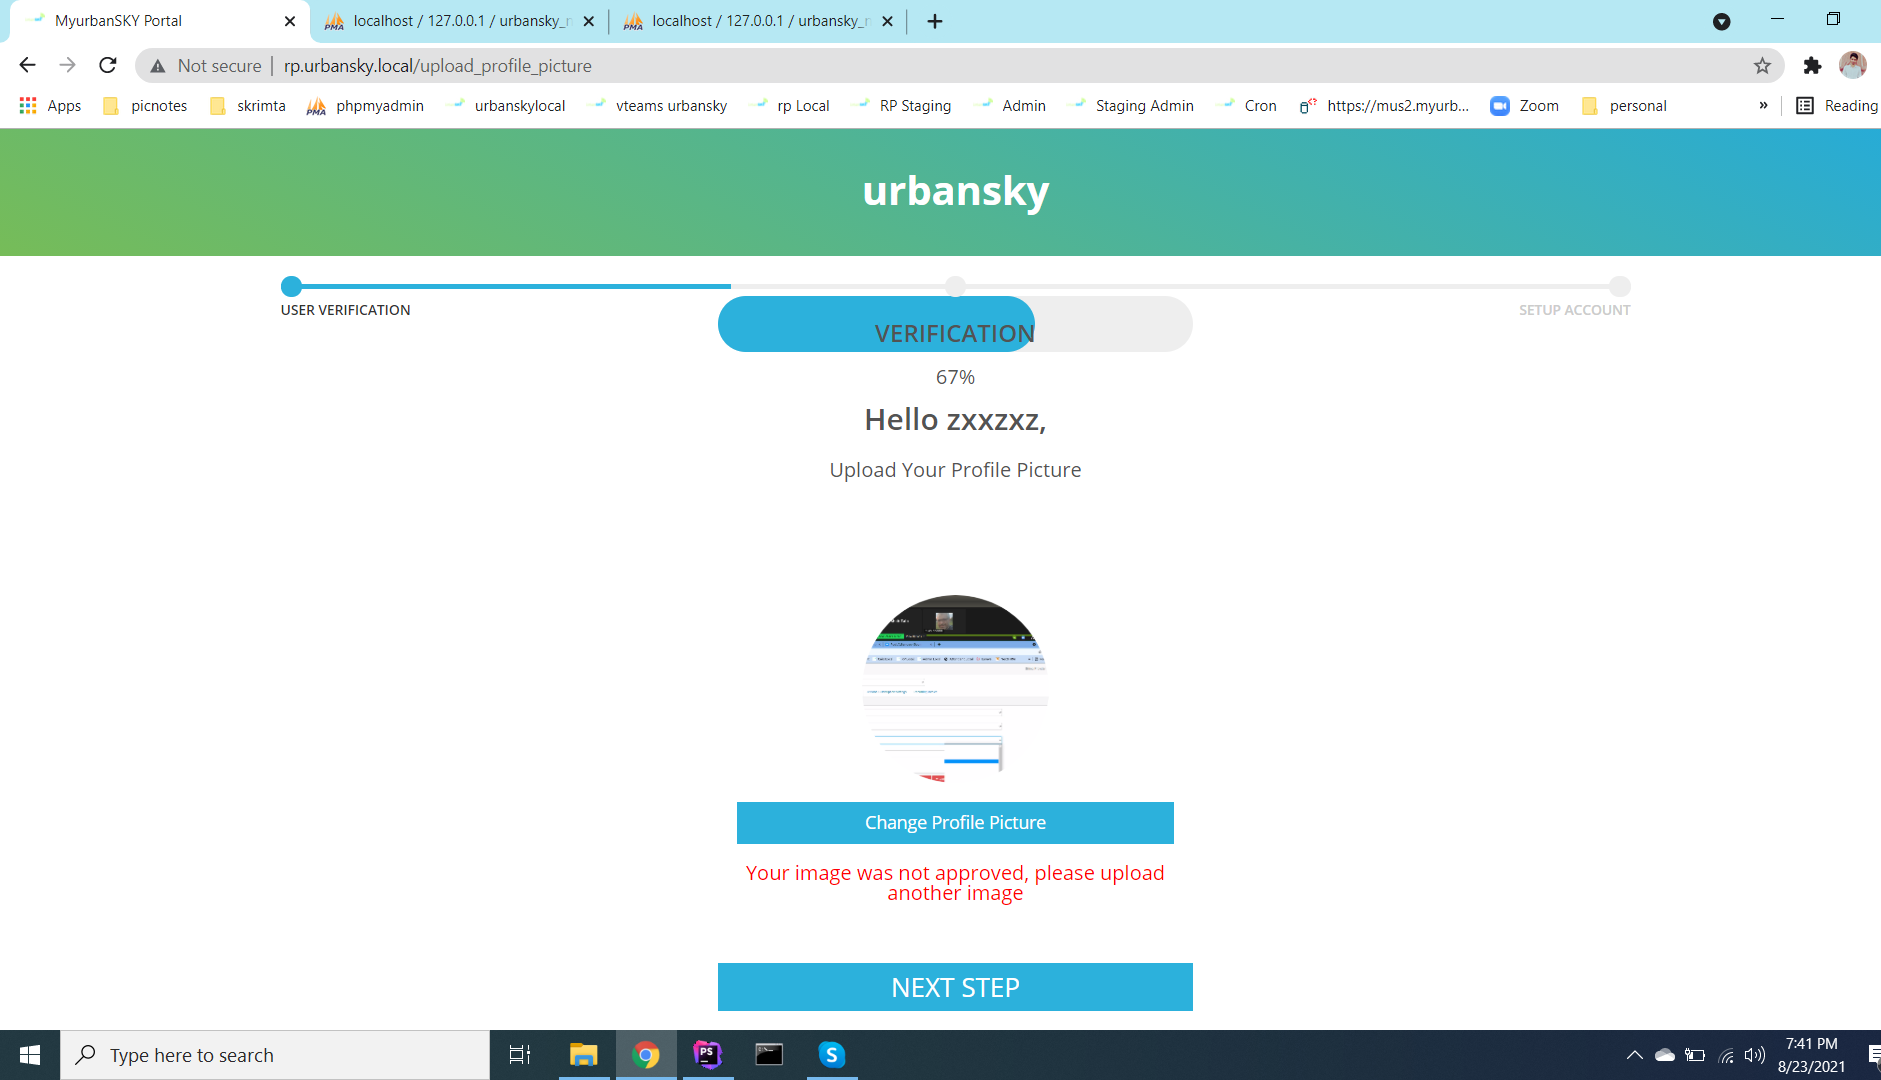 MyurbanSKY Portal
localhost / 127.0.0.1 / urbansky_n
localhost / 127.0.0.1 / urbansky_n
Not secure
rp.urbansky.local/upload_profile_picture
Apps
picnotes
skrimta
phpmyadmin
urbanskylocal
vteams urbansky
rp Local
RP Staging
Admin
Staging Admin
Cron
https://mus2.myurb...
Zoom
personal
»
Reading
urbansky
USER VERIFICATION
SETUP ACCOUNT
VERIFICATION
67%
Hello zxxzxz,
Upload Your Profile Picture
Change Profile Picture
Your image was not approved, please upload
another image
NEXT STEP
Type here to search
7:41 PM
8/23/2021